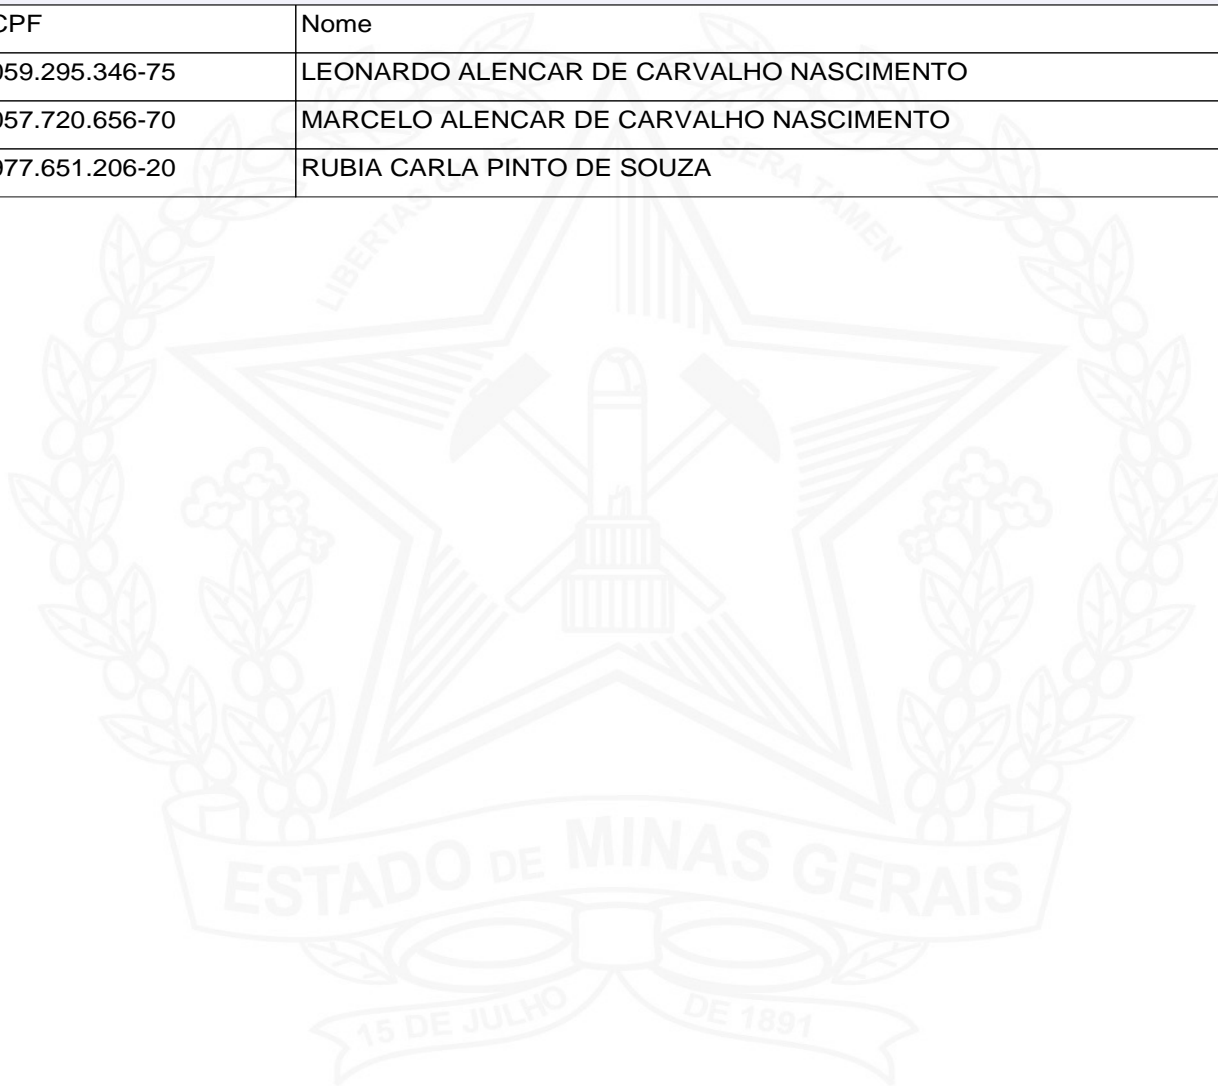 CPF Nome
059.295.346-75 LEONARDO ALENCAR DE CARVALHO NASCIMENTO
057.720.656-70 MARCELO ALENCAR DE CARVALHO NASCIMENTO
977.651.206-20 RUBIA CARLA PINTO DE SOUZA
LIBERTAS QUAE SERA TAMEN
ESTADO DE MINAS GERAIS
15 DE JULHO DE 1891